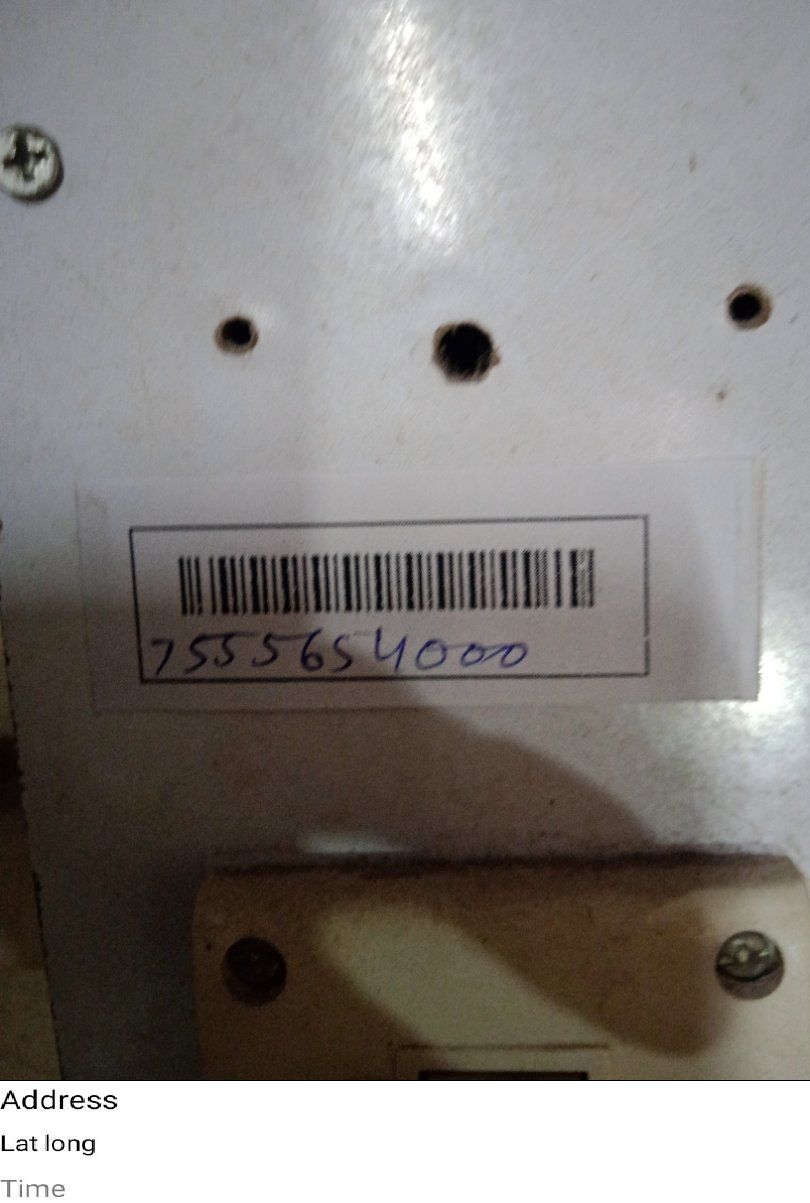 7555654000
Address
Lat long
Time